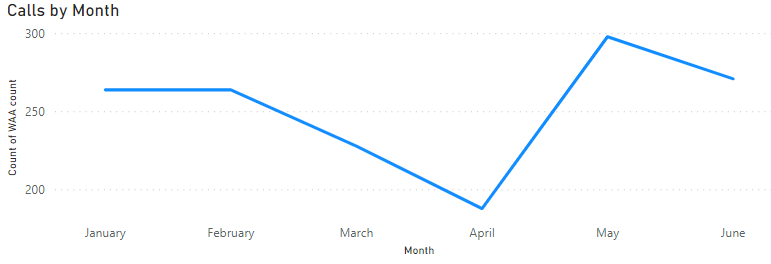 Calls by Month
Count of WAA count
300
250
200
January February March April May June
Month